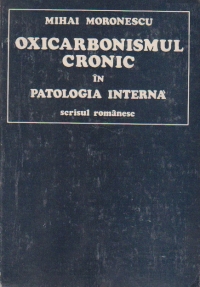 MIHAI MORONESCU
OXICARBONISMUL
CRONIC
ÎN
PATOLOGIA INTERNĂ
scrisul românesc